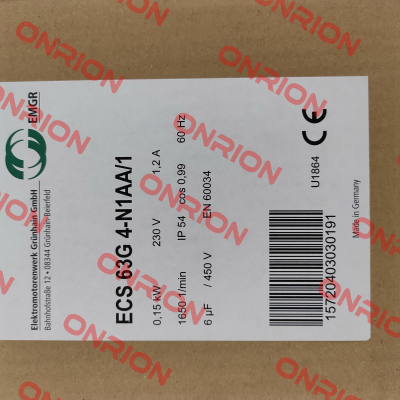 EMGR
Elektromotorenwerk Grünhain GmbH
Bahnhofstraße 12 • 08344 Grünhain-Beierfeld
ECS 63G 4-N1AA/1
0,15 kW 230 V 1,2 A
1650 1/min IP 54 cos 0,99 60 Hz
6 µF / 450 V EN 60034
15720403030191
U1864
CE
Made in Germany
ONRION
ONRION
ONRION
ONRION
ONRION
ONRION
ONRION